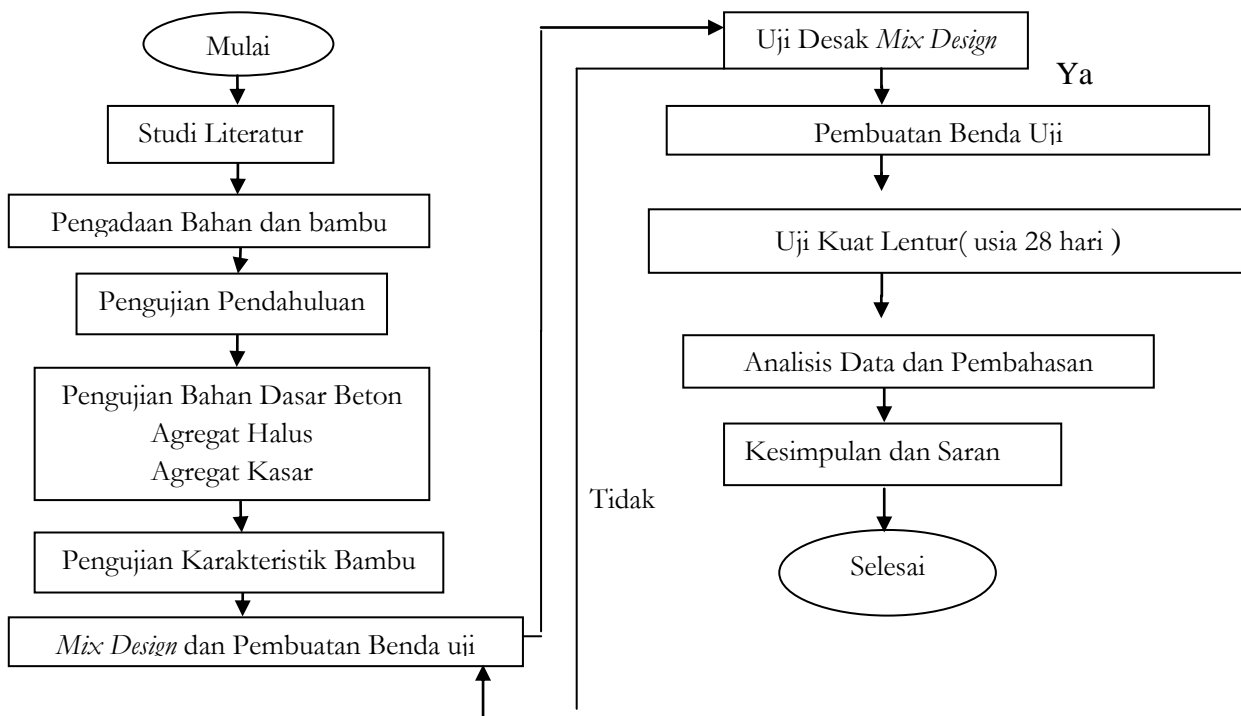 Mulai
Studi Literatur
Pengadaan Bahan dan bambu
Pengujian Pendahuluan
Pengujian Bahan Dasar Beton
Agregat Halus
Agregat Kasar
Pengujian Karakteristik Bambu
Mix Design dan Pembuatan Benda uji
Uji Desak Mix Design
Ya
Tidak
Pembuatan Benda Uji
Uji Kuat Lentur( usia 28 hari )
Analisis Data dan Pembahasan
Kesimpulan dan Saran
Selesai